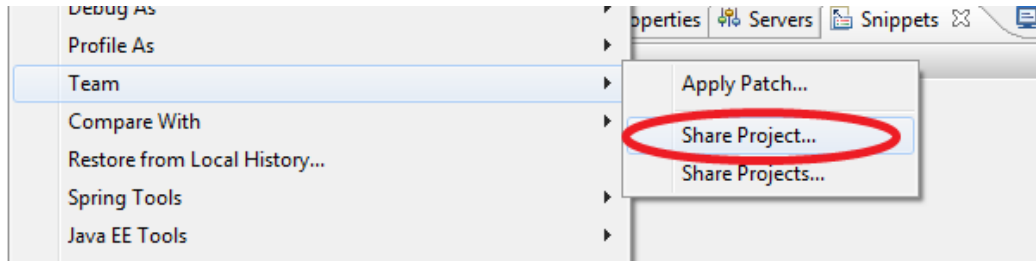 Debug As
operties Servers Snippets
Profile As
Team
Apply Patch...
Compare With
Share Project...
Restore from Local History...
Share Projects...
Spring Tools
Java EE Tools